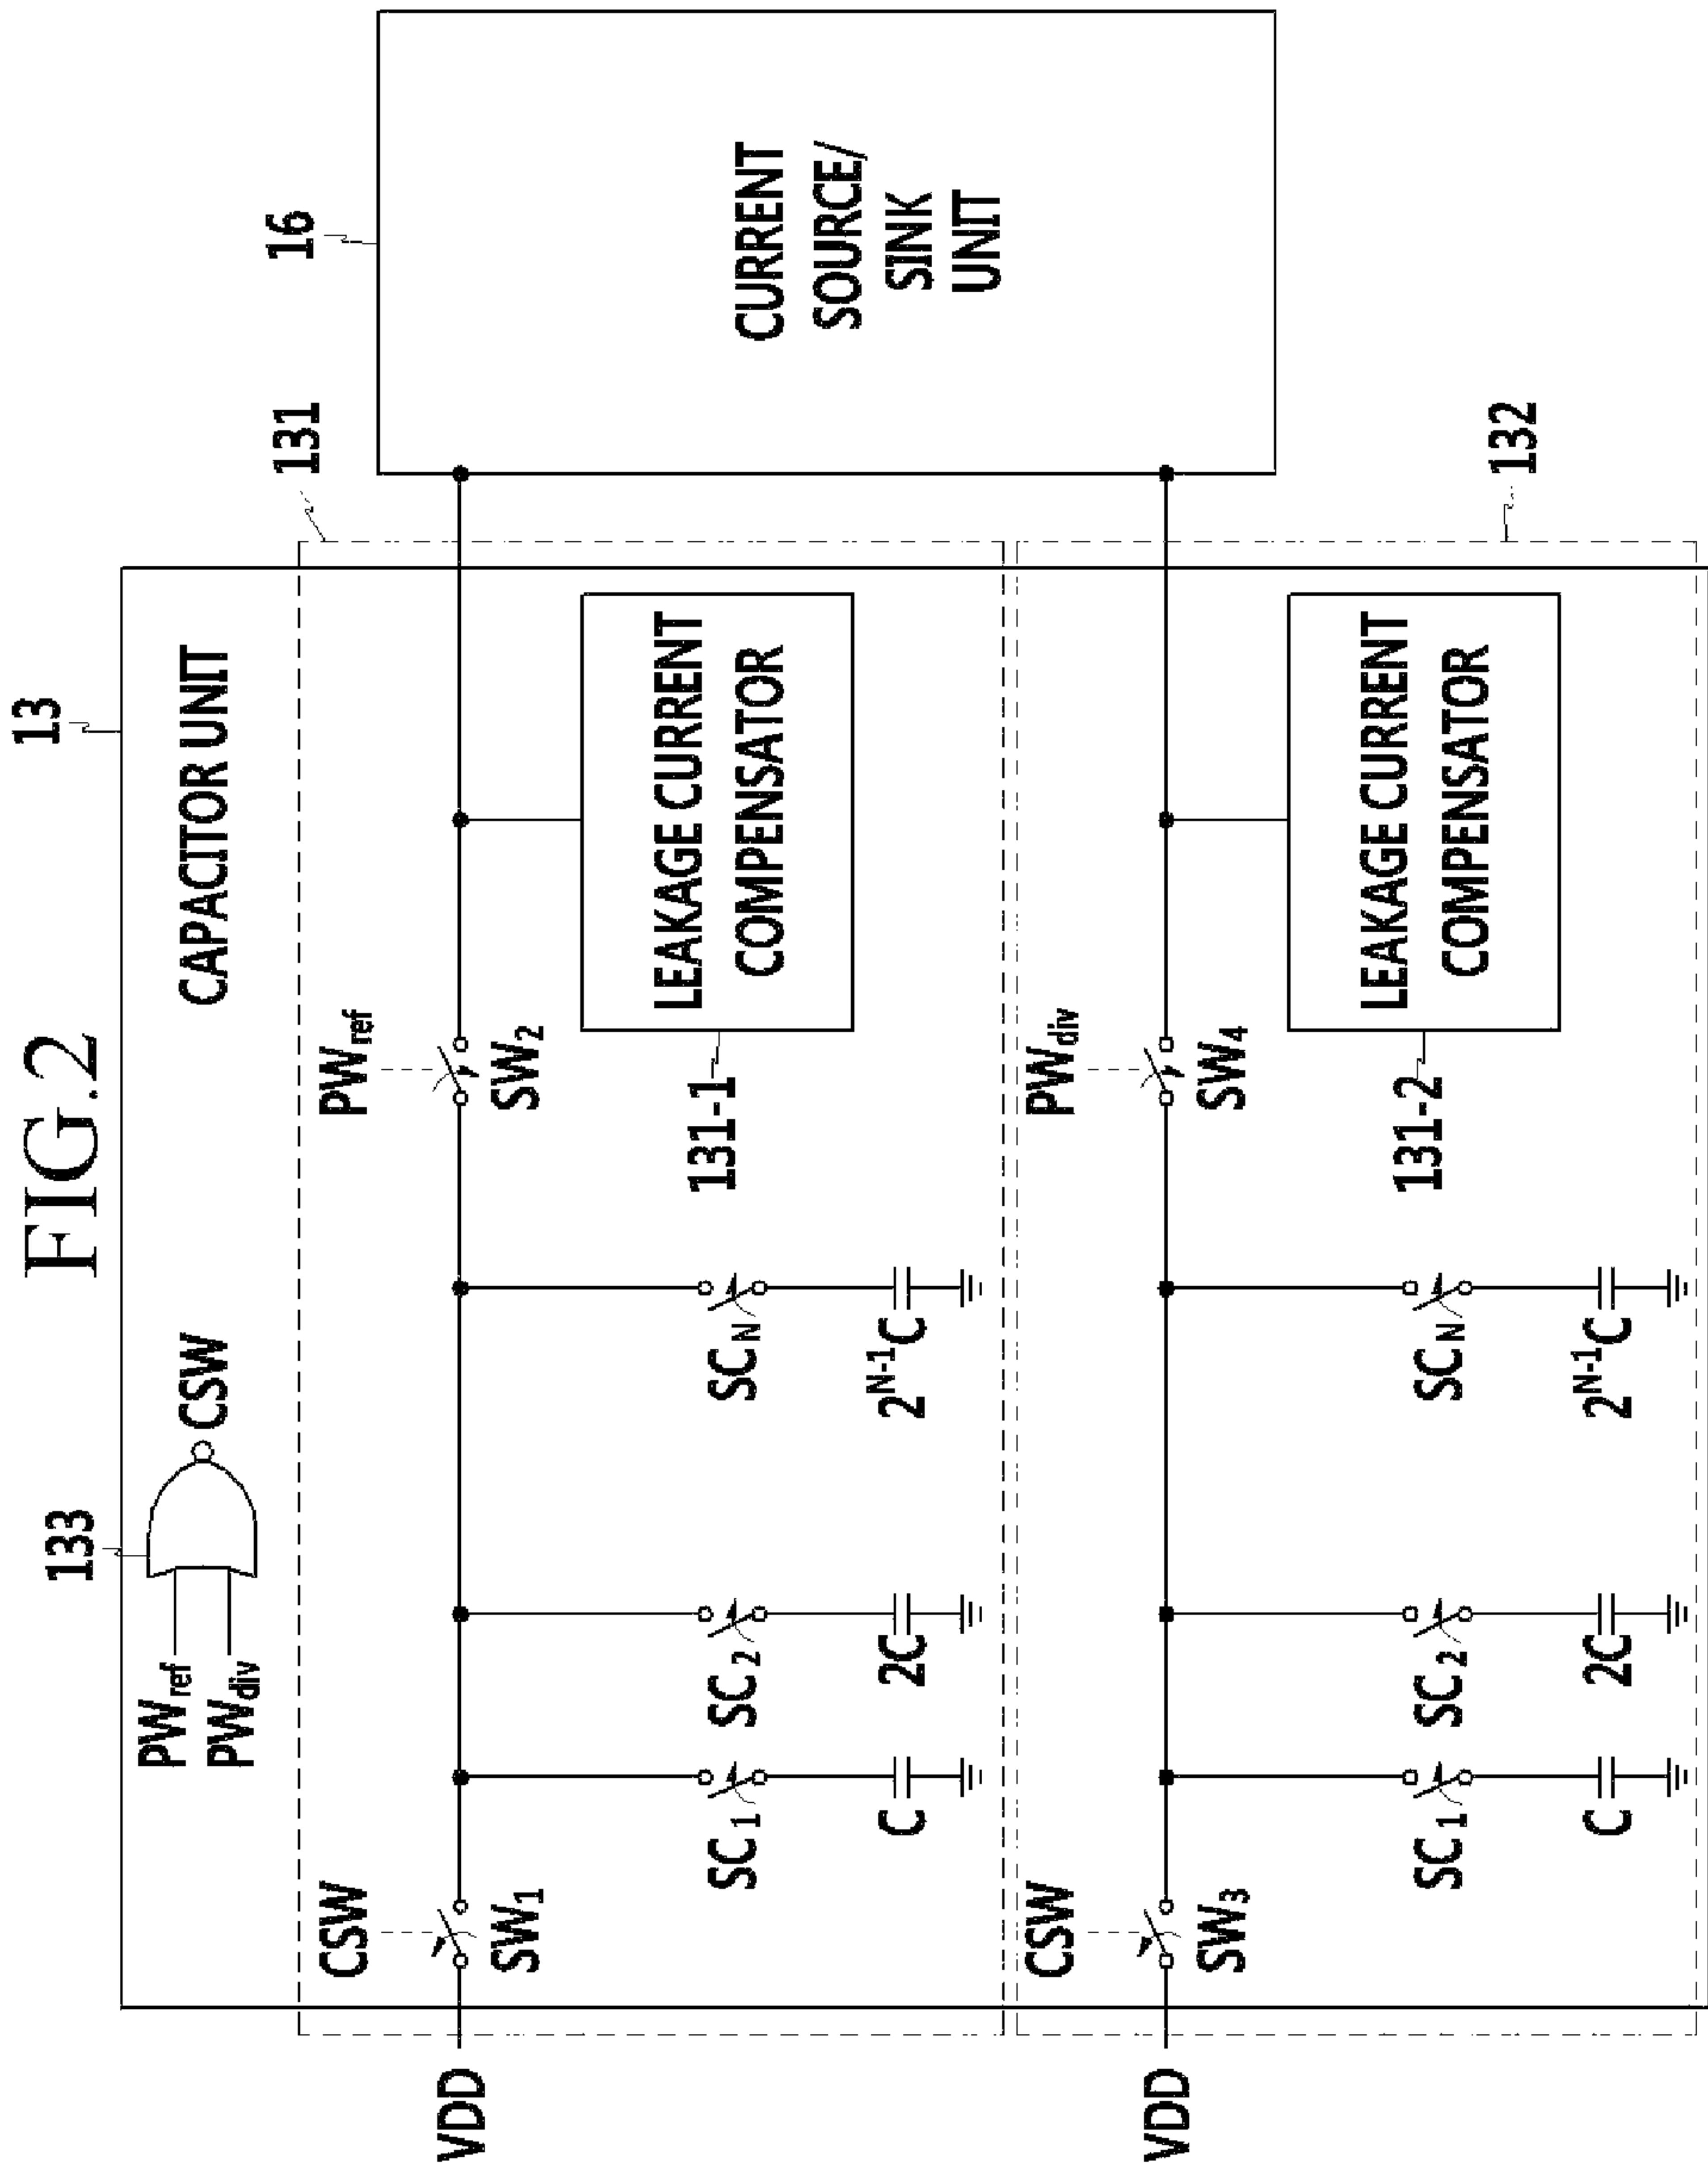 FIG.2
13
16
133
CAPACITOR UNIT
PWref
PWdiv
CSW
131
CSW
PWref
VDD
SW1
SW2
SC1
SC2
SCN
C
2C
2^N-1C
131-1
LEAKAGE CURRENT
COMPENSATOR
CURRENT
SOURCE/
SINK
UNIT
CSW
PWdiv
VDD
SW3
SW4
SC1
SC2
SCN
C
2C
2^N-1C
131-2
LEAKAGE CURRENT
COMPENSATOR
132